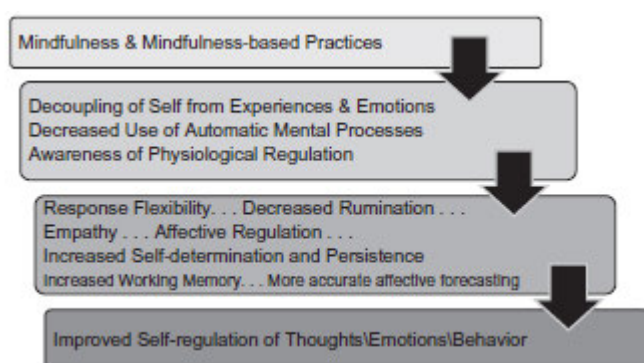 Mindfulness & Mindfulness-based Practices
Decoupling of Self from Experiences & Emotions
Decreased Use of Automatic Mental Processes
Awareness of Physiological Regulation
Response Flexibility. . . Decreased Rumination . . .
Empathy . . . Affective Regulation . . .
Increased Self-determination and Persistence
Increased Working Memory. . . More accurate affective forecasting
Improved Self-regulation of Thoughts\Emotions\Behavior